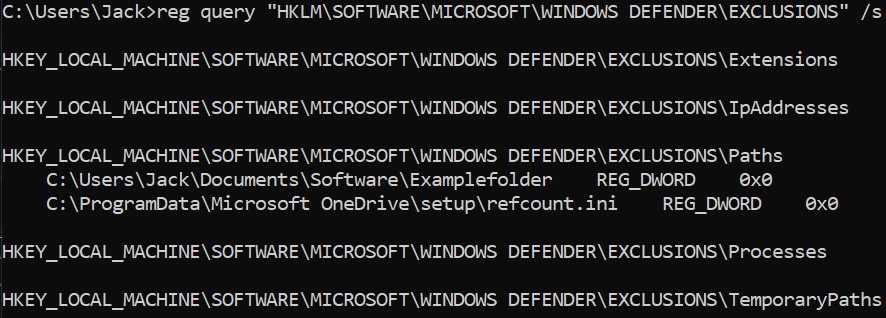 C:\Users\Jack>reg query "HKLM\SOFTWARE\MICROSOFT\WINDOWS DEFENDER\EXCLUSIONS" /s
HKEY_LOCAL_MACHINE\SOFTWARE\MICROSOFT\WINDOWS DEFENDER\EXCLUSIONS\Extensions
HKEY_LOCAL_MACHINE\SOFTWARE\MICROSOFT\WINDOWS DEFENDER\EXCLUSIONS\IpAddresses
HKEY_LOCAL_MACHINE\SOFTWARE\MICROSOFT\WINDOWS DEFENDER\EXCLUSIONS\Paths
    C:\Users\Jack\Documents\Software\Examplefolder    REG_DWORD    0x0
    C:\ProgramData\Microsoft OneDrive\setup\refcount.ini    REG_DWORD    0x0
HKEY_LOCAL_MACHINE\SOFTWARE\MICROSOFT\WINDOWS DEFENDER\EXCLUSIONS\Processes
HKEY_LOCAL_MACHINE\SOFTWARE\MICROSOFT\WINDOWS DEFENDER\EXCLUSIONS\TemporaryPaths